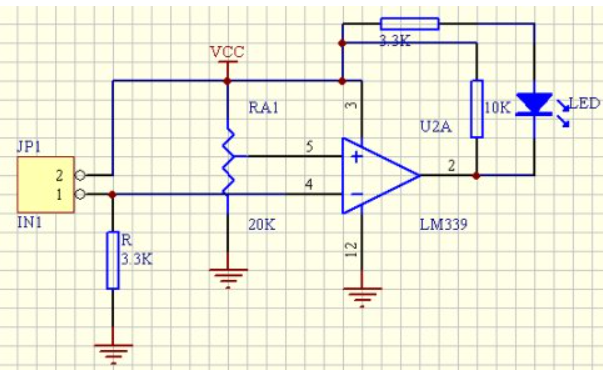 3.3K
VCC
RA1
3
10K
LED
U2A
JP1
5
2
2
1
4
IN1
20K
LM339
R
3.3K
12